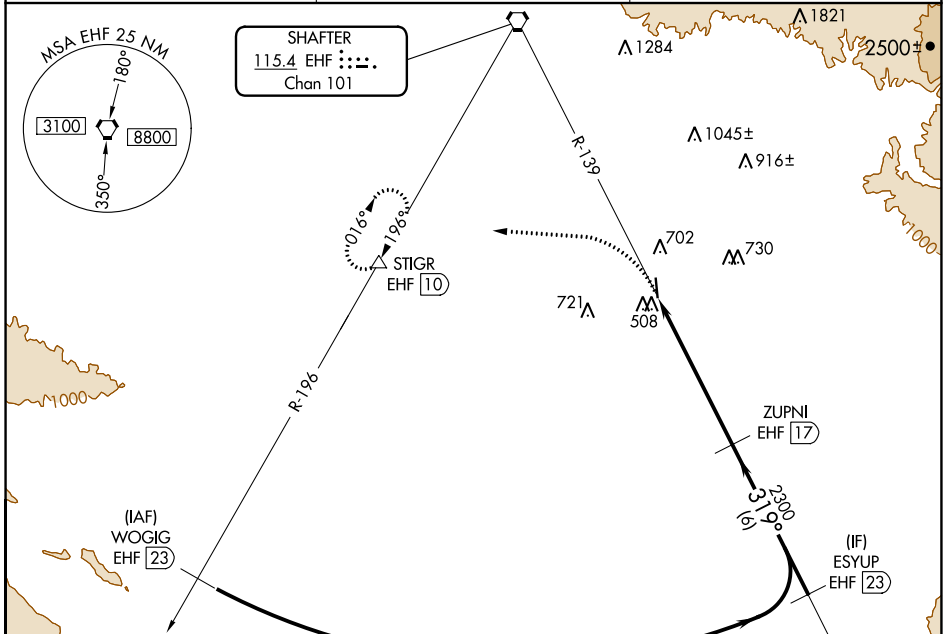 MSA EHF 25 NM
180°
3100
8800
350°
SHAFTER
115.4 EHF
Chan 101
1284
1821
2500±
1045±
916±
R-139
1000
016°
196°
STIGR
EHF 10
702
730
721
508
R-196
1000
ZUPNI
EHF 17
2300
319°
(6)
(IAF)
WOGIG
EHF 23
(IF)
ESYUP
EHF 23